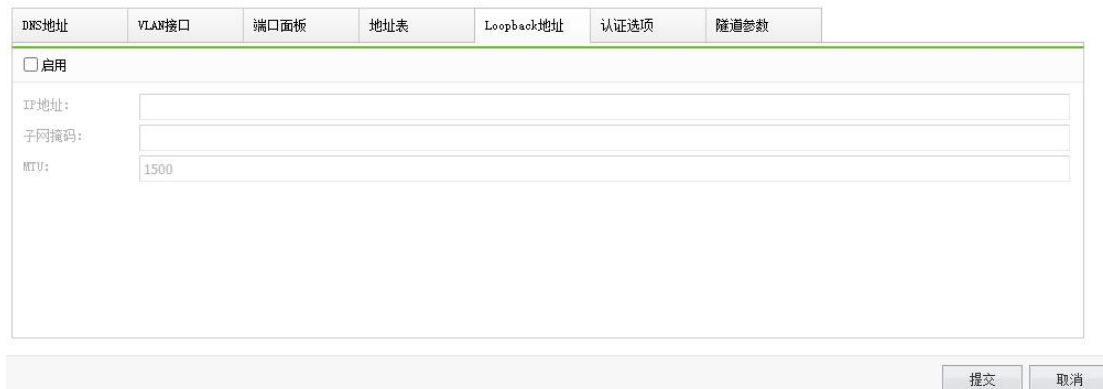 DNS地址 VLAN接口 端口面板 地址表 Loopback地址 认证选项 隧道参数
启用
IP地址:
子网掩码:
MTU: 1500
提交 取消